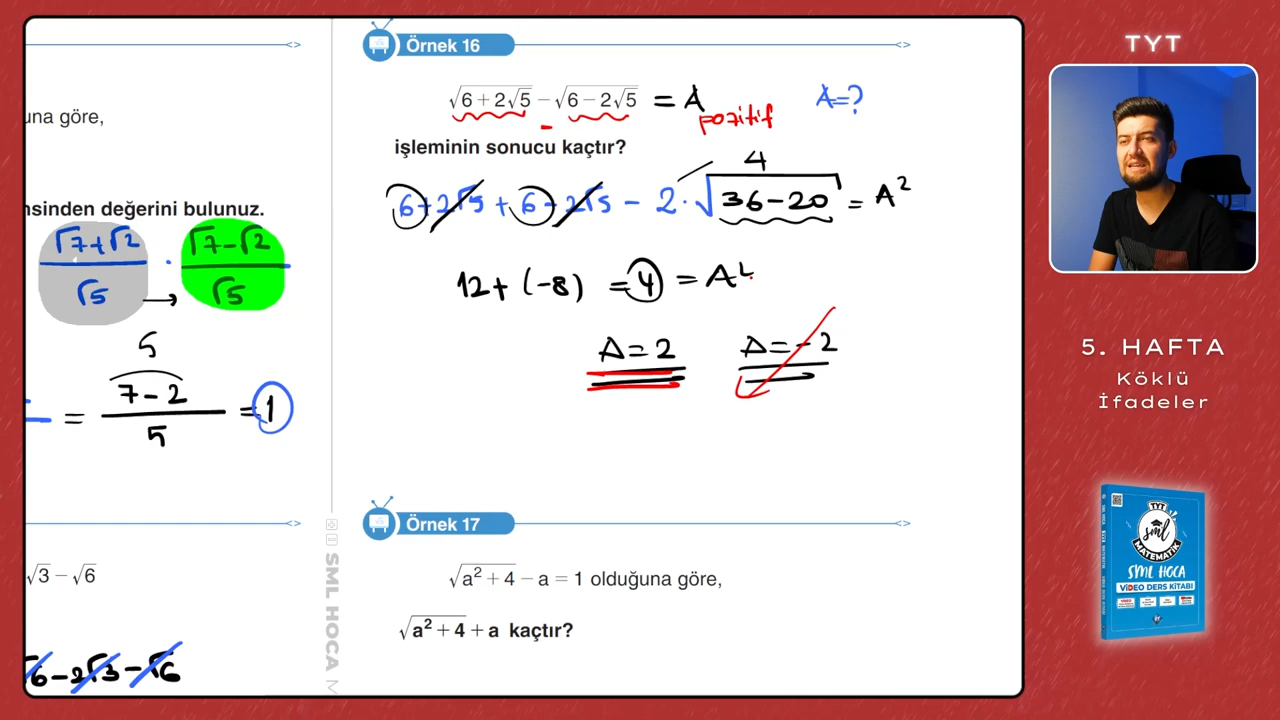 una göre,
nsinden değerini bulunuz.
√7+√2 / √5 · √7−√2 / √5
5
= 7−2 / 5 = 1
√3 − √6
√6 − 2√3 − √6
Örnek 16
√(6 + 2√5) − √(6 − 2√5) = A
pozitif
A=?
işleminin sonucu kaçtır?
4
6+2√5 + 6−2√5 − 2·√(36−20) = A²
12+(−8) = 4 = A²
A=2 A=−2
Örnek 17
√(a² + 4) − a = 1 olduğuna göre,
√(a² + 4) + a kaçtır?
SML HOCA M
TYT
5. HAFTA
Köklü
İfadeler
TYT
sml
MATEMATİK
SML HOCA
VİDEO DERS KİTABI